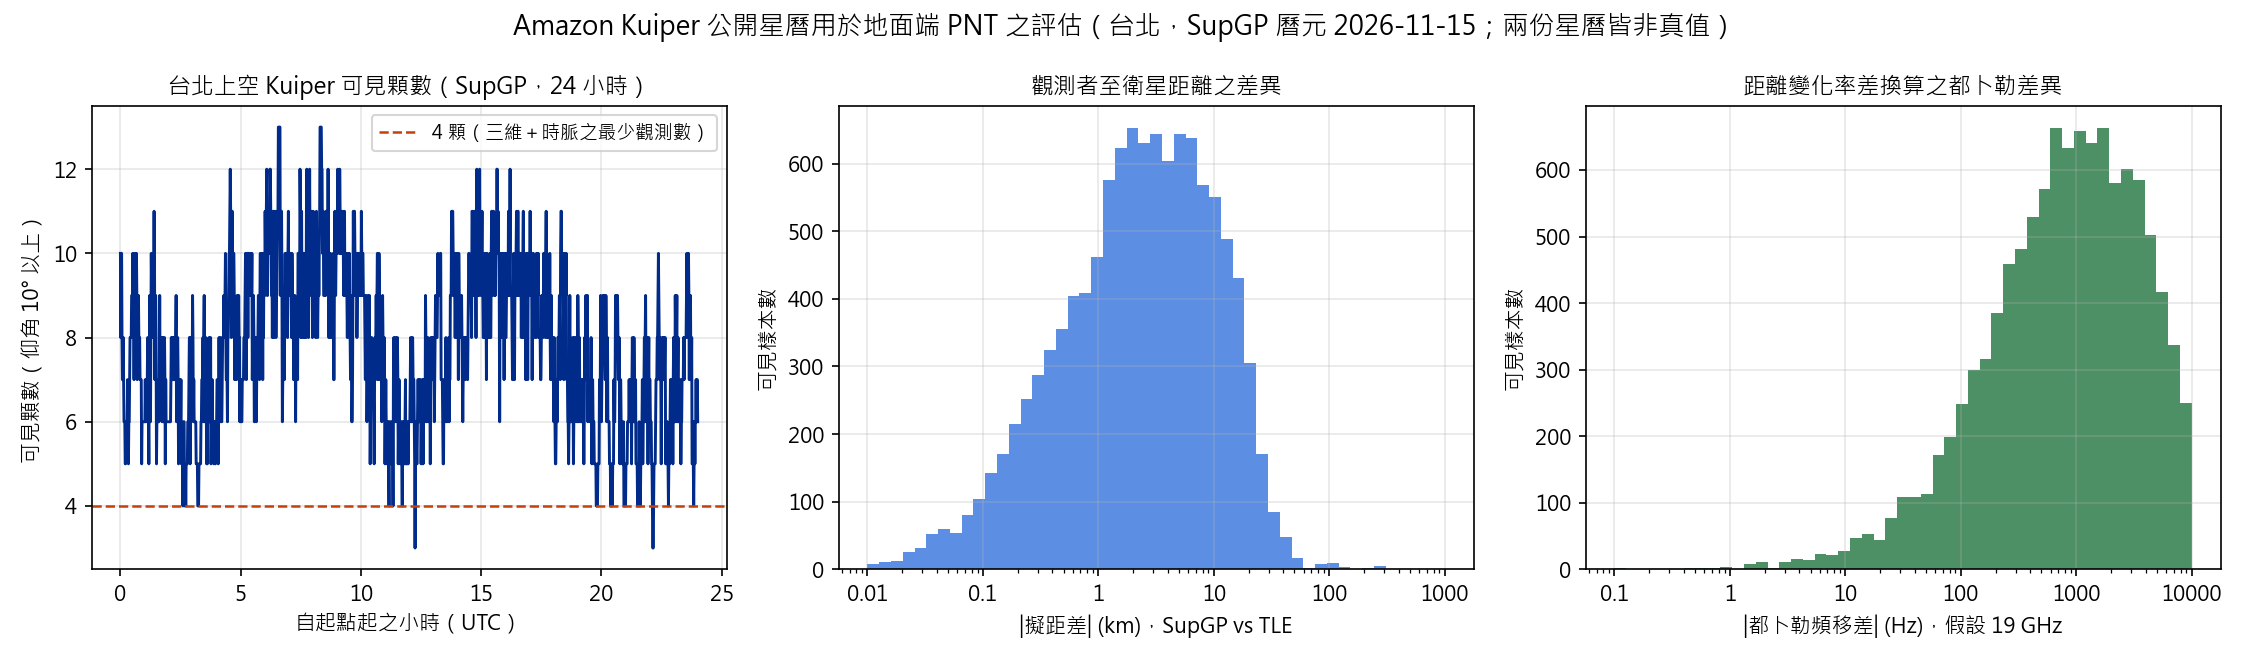 Amazon Kuiper 公開星曆用於地面端 PNT 之評估（台北，SupGP 曆元 2026-11-15；兩份星曆皆非真值）
台北上空 Kuiper 可見顆數（SupGP，24 小時）
4 顆（三維＋時脈之最少觀測數）
可見顆數（仰角 10° 以上）
12
10
8
6
4
0 5 10 15 20 25
自起點起之小時（UTC）
觀測者至衛星距離之差異
可見樣本數
600
500
400
300
200
100
0
0.01 0.1 1 10 100 1000
|擬距差| (km)，SupGP vs TLE
距離變化率差換算之都卜勒差異
可見樣本數
600
500
400
300
200
100
0
0.1 1 10 100 1000 10000
|都卜勒頻移差| (Hz)，假設 19 GHz